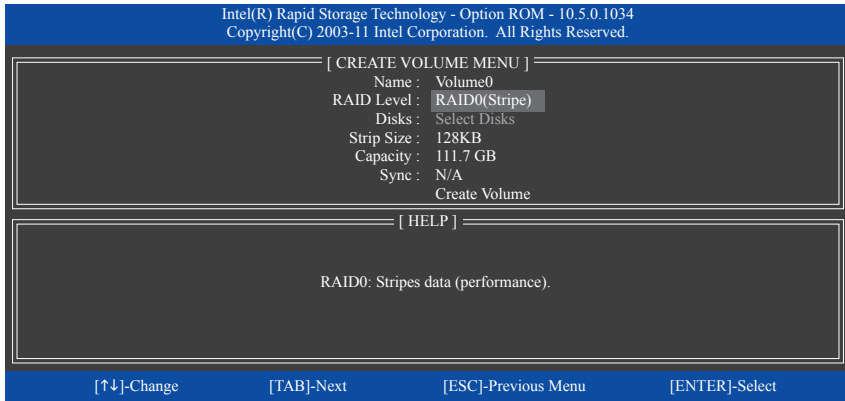 Intel(R) Rapid Storage Technology - Option ROM - 10.5.0.1034
Copyright(C) 2003-11 Intel Corporation. All Rights Reserved.
[ CREATE VOLUME MENU ]
Name : Volume0
RAID Level : RAID0(Stripe)
Disks : Select Disks
Strip Size : 128KB
Capacity : 111.7 GB
Sync : N/A
Create Volume
[ HELP ]
RAID0: Stripes data (performance).
[↑↓]-Change [TAB]-Next [ESC]-Previous Menu [ENTER]-Select